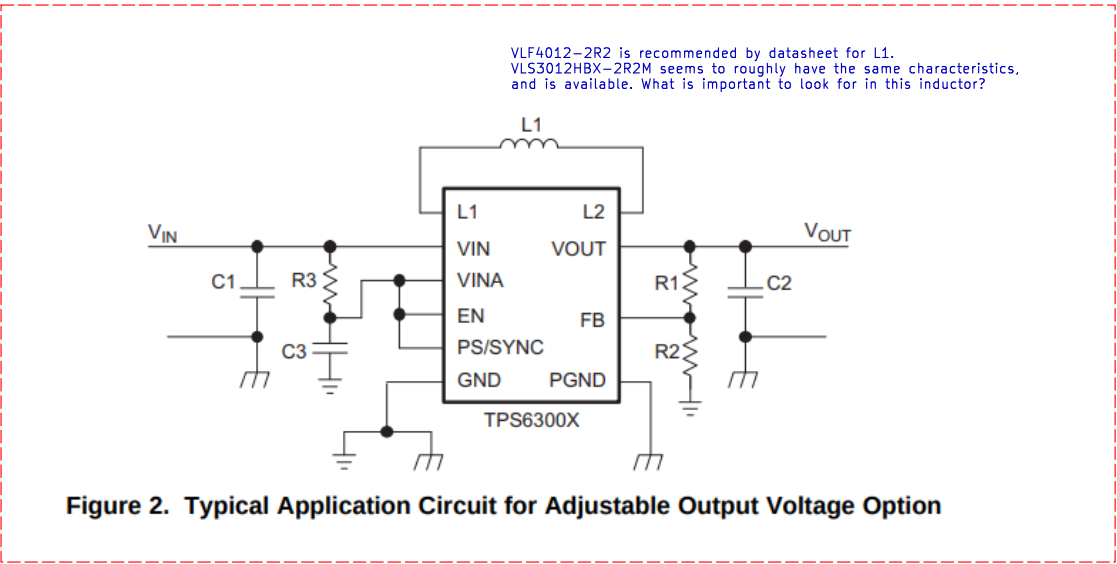 VLF4012-2R2 is recommended by datasheet for L1.
VLS3012HBX-2R2M seems to roughly have the same characteristics,
and is available. What is important to look for in this inductor?
L1
L1 L2
VIN VIN VOUT VOUT
C1 R3 VINA R1 C2
EN FB
C3 PS/SYNC R2
GND PGND
TPS6300X
Figure 2. Typical Application Circuit for Adjustable Output Voltage Option